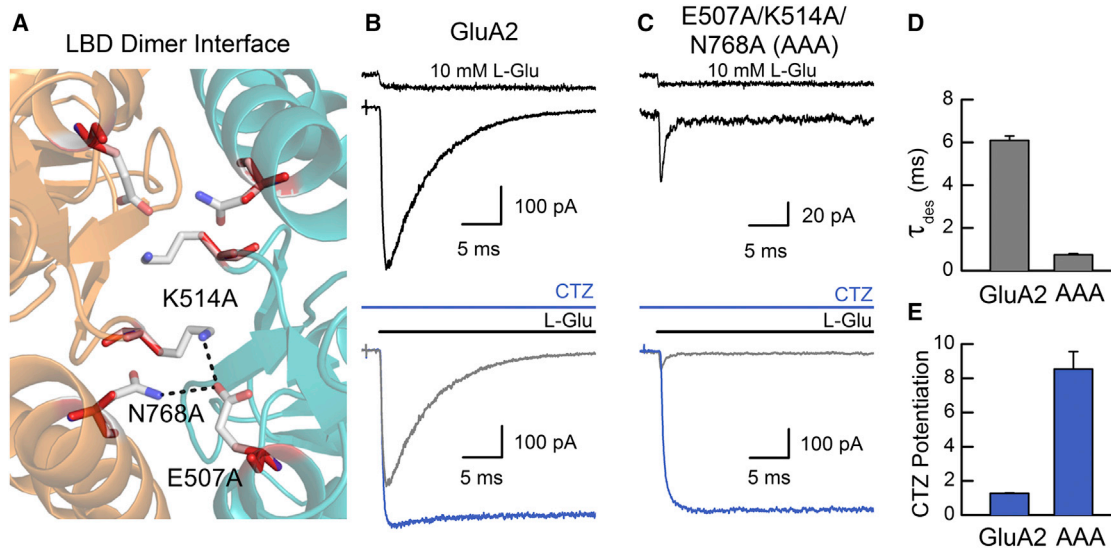 A
LBD Dimer Interface
K514A
N768A
E507A
B
GluA2
10 mM L-Glu
100 pA
5 ms
CTZ
L-Glu
100 pA
5 ms
C
E507A/K514A/
N768A (AAA)
10 mM L-Glu
20 pA
5 ms
CTZ
L-Glu
100 pA
5 ms
D
τdes (ms)
8
6
4
2
0
GluA2 AAA
E
CTZ Potentiation
10
8
6
4
2
0
GluA2 AAA